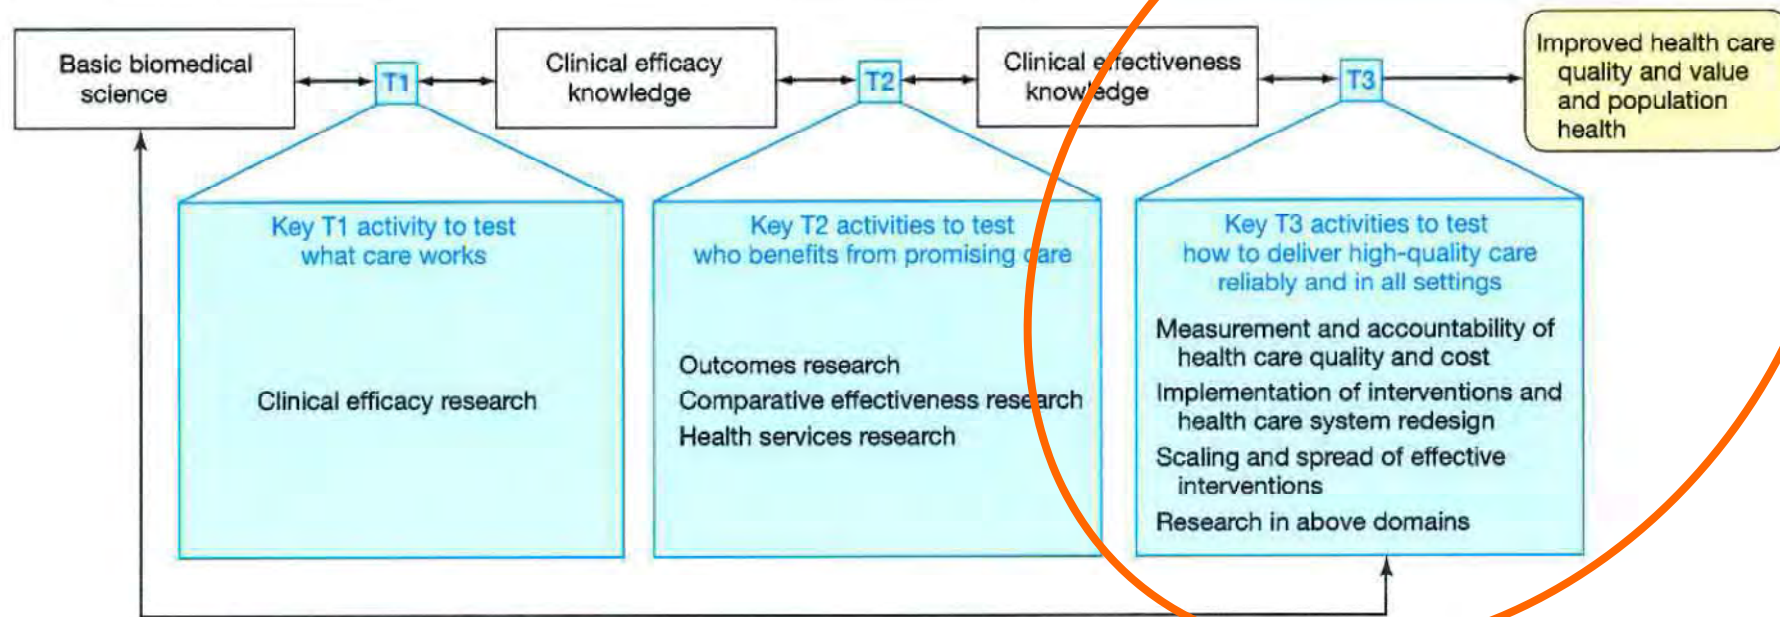 Basic biomedical
science
T1
Clinical efficacy
knowledge
T2
Clinical effectiveness
knowledge
T3
Improved health care
quality and value
and population
health
Key T1 activity to test
what care works
Clinical efficacy research
Key T2 activities to test
who benefits from promising care
Outcomes research
Comparative effectiveness research
Health services research
Key T3 activities to test
how to deliver high-quality care
reliably and in all settings
Measurement and accountability of
health care quality and cost
Implementation of interventions and
health care system redesign
Scaling and spread of effective
interventions
Research in above domains